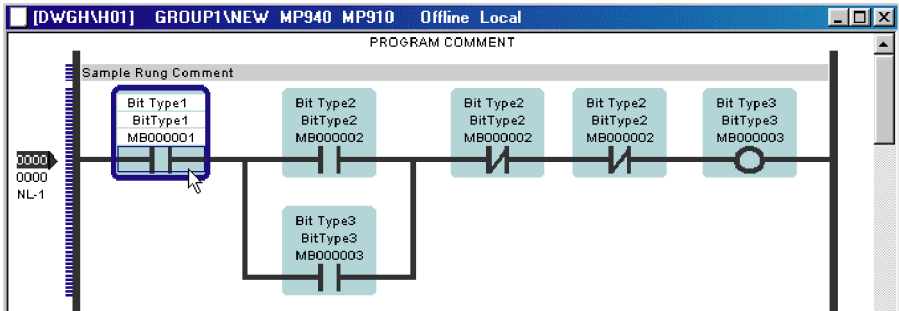 [DWGH\H01] GROUP1\NEW MP940 MP910 Offline Local
PROGRAM COMMENT
Sample Rung Comment
Bit Type1 Bit Type2 Bit Type2 Bit Type2 Bit Type3
BitType1 BitType2 BitType2 BitType2 BitType3
MB000001 MB000002 MB000002 MB000002 MB000003
0000
0000
NL-1
Bit Type3
BitType3
MB000003